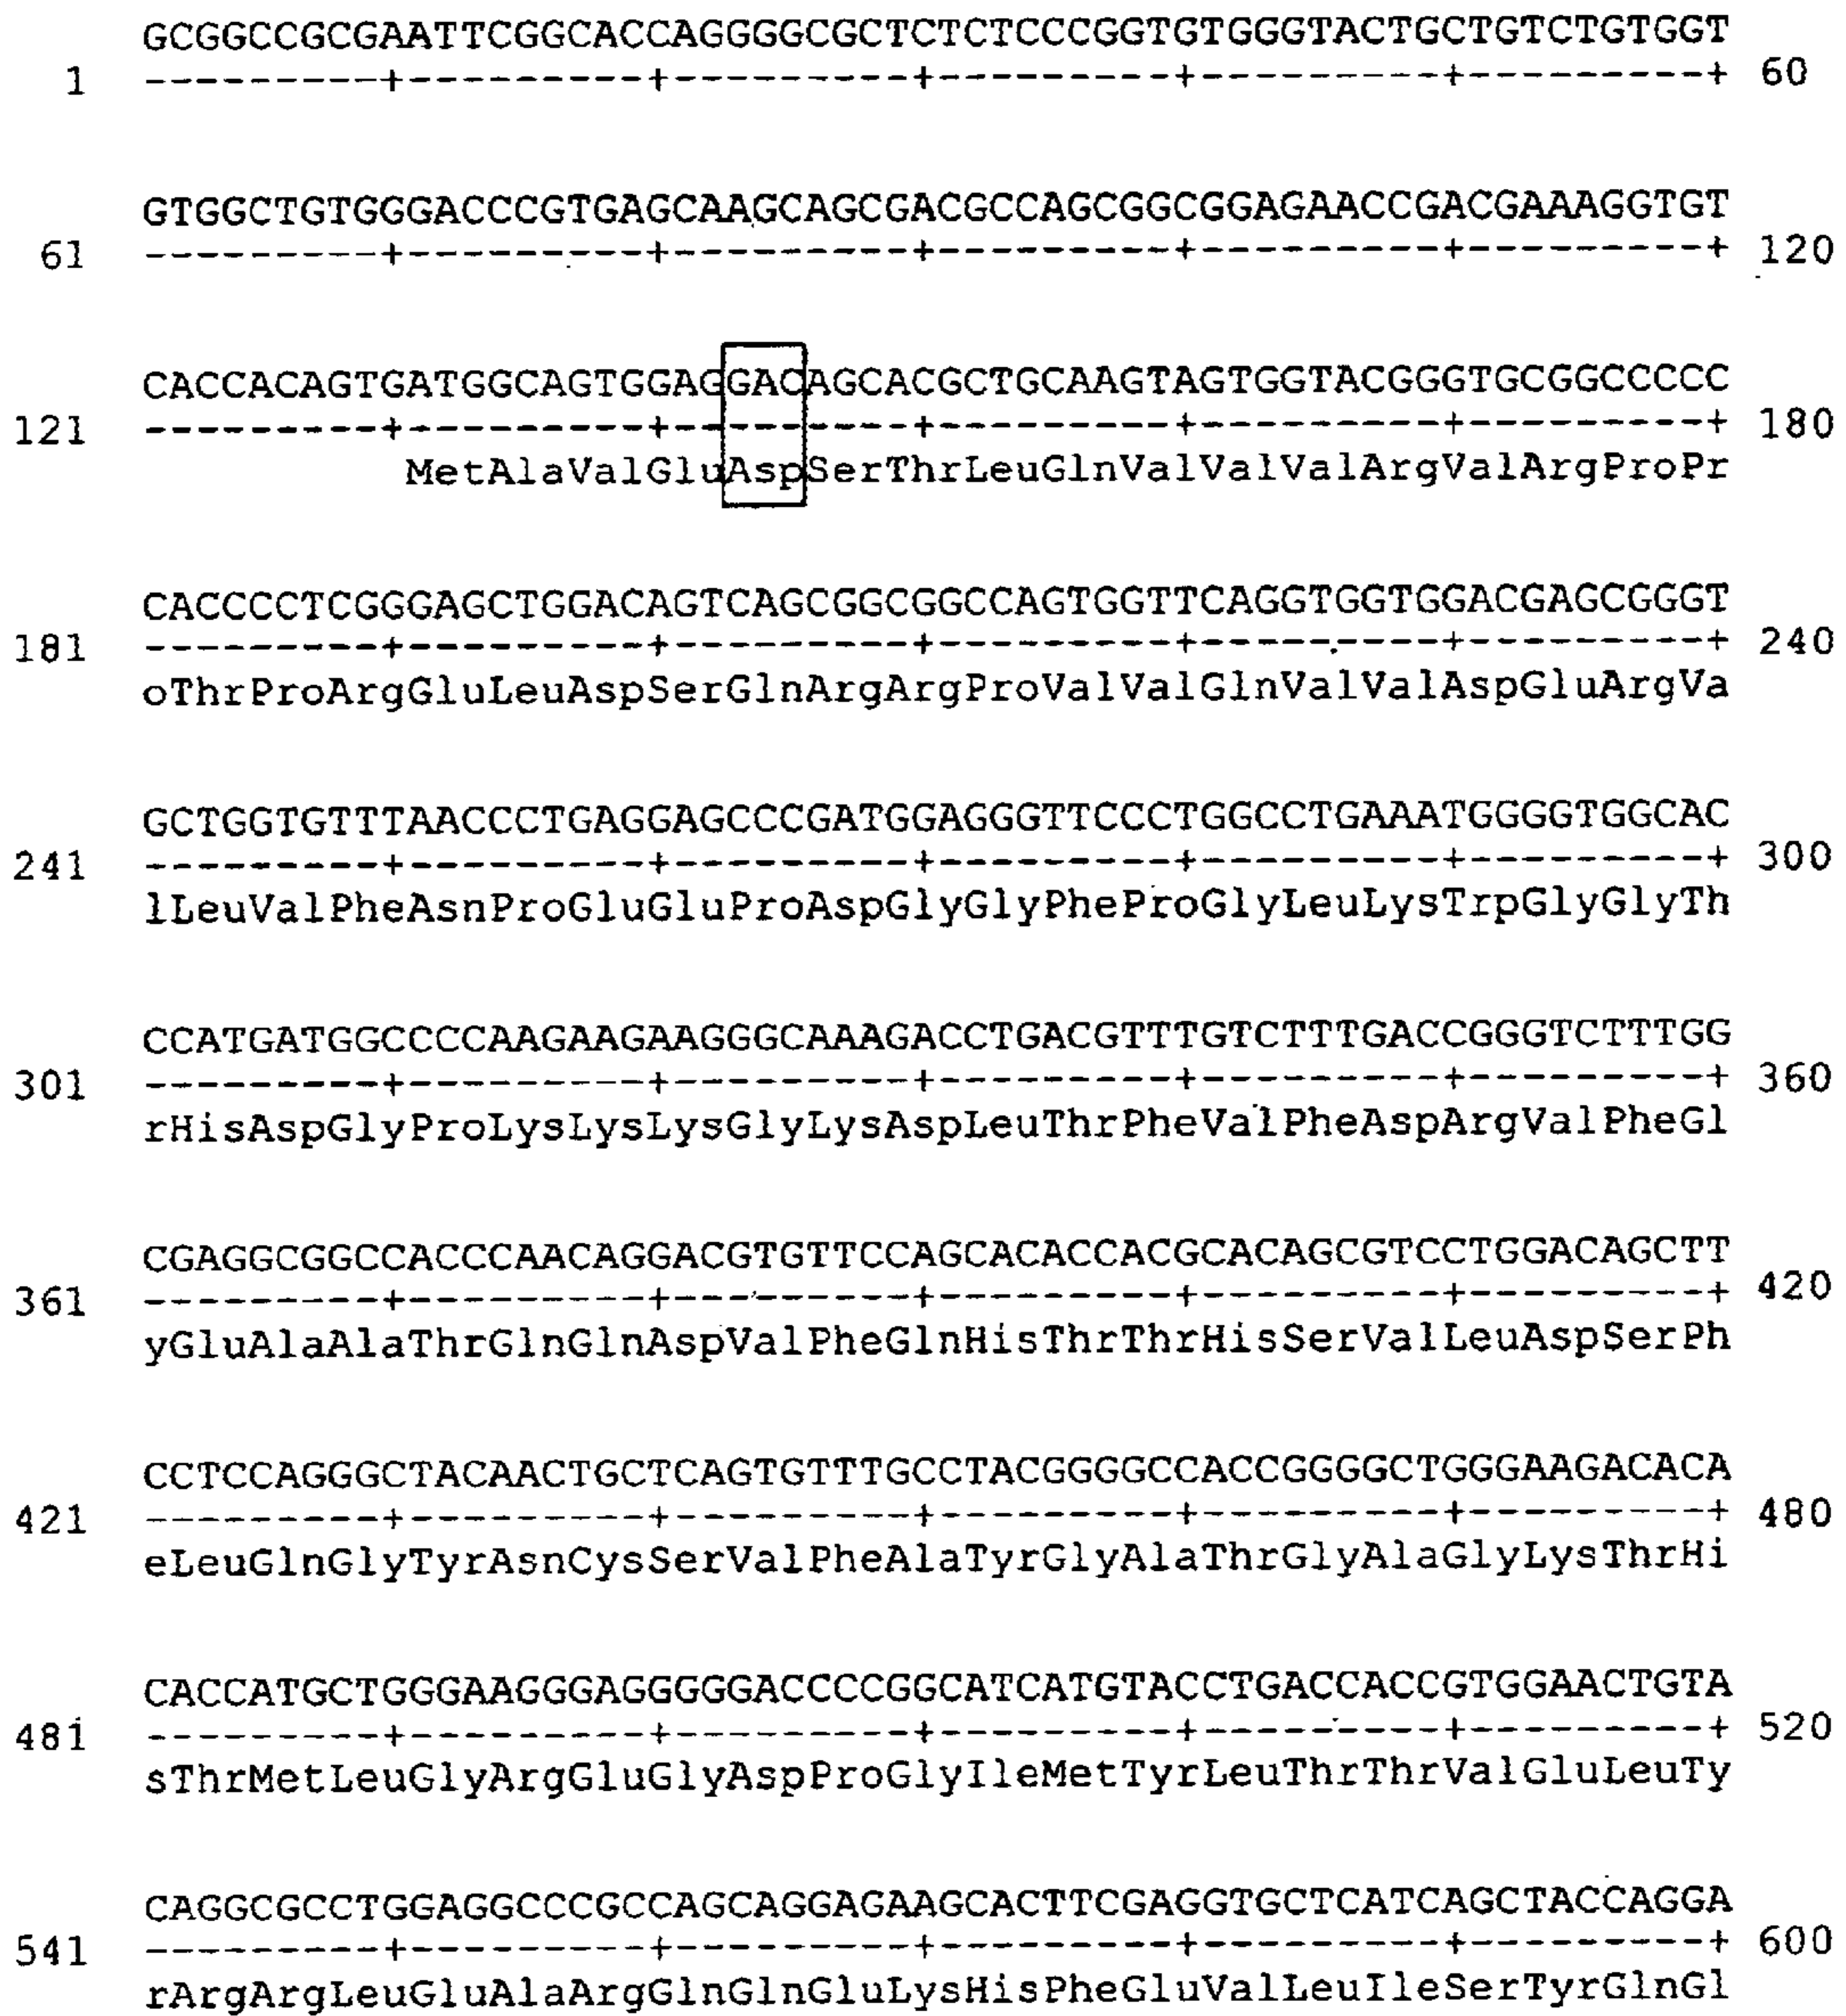 GCGGCCGCGAATTCGGCACCAGGGGCGCTCTCTCCCGGTGTGGGTACTGCTGTCTGTGGT
1 ---------+---------+---------+---------+---------+---------+ 60
GTGGCTGTGGGACCCGTGAGCAAGCAGCGACGCCAGCGGCGGAGAACCGACGAAAGGTGT
61 ---------+---------+---------+---------+---------+---------+ 120
CACCACAGTGATGGCAGTGGAGGACAGCACGCTGCAAGTAGTGGTACGGGTGCGGCCCCC
121 ---------+---------+---------+---------+---------+---------+ 180
MetAlaValGluAspSerThrLeuGlnValValValArgValArgProPr
CACCCCTCGGGAGCTGGACAGTCAGCGGCGGCCAGTGGTTCAGGTGGTGGACGAGCGGGT
181 ---------+---------+---------+---------+---------+---------+ 240
oThrProArgGluLeuAspSerGlnArgArgProValValGlnValValAspGluArgVa
GCTGGTGTTTAACCCTGAGGAGCCCGATGGAGGGTTCCCTGGCCTGAAATGGGGTGGCAC
241 ---------+---------+---------+---------+---------+---------+ 300
lLeuValPheAsnProGluGluProAspGlyGlyPheProGlyLeuLysTrpGlyGlyTh
CCATGATGGCCCCAAGAAGAAGGGCAAAGACCTGACGTTTGTCTTTGACCGGGTCTTTGG
301 ---------+---------+---------+---------+---------+---------+ 360
rHisAspGlyProLysLysLysGlyLysAspLeuThrPheValPheAspArgValPheGl
CGAGGCGGCCACCCAACAGGACGTGTTCCAGCACACCACGCACAGCGTCCTGGACAGCTT
361 ---------+---------+---------+---------+---------+---------+ 420
yGluAlaAlaThrGlnGlnAspValPheGlnHisThrThrHisSerValLeuAspSerPh
CCTCCAGGGCTACAACTGCTCAGTGTTTGCCTACGGGGCCACCGGGGCTGGGAAGACACA
421 ---------+---------+---------+---------+---------+---------+ 480
eLeuGlnGlyTyrAsnCysSerValPheAlaTyrGlyAlaThrGlyAlaGlyLysThrHi
CACCATGCTGGGAAGGGAGGGGGACCCCGGCATCATGTACCTGACCACCGTGGAACTGTA
481 ---------+---------+---------+---------+---------+---------+ 520
sThrMetLeuGlyArgGluGlyAspProGlyIleMetTyrLeuThrThrValGluLeuTy
CAGGCGCCTGGAGGCCCGCCAGCAGGAGAAGCACTTCGAGGTGCTCATCAGCTACCAGGA
541 ---------+---------+---------+---------+---------+---------+ 600
rArgArgLeuGluAlaArgGlnGlnGluLysHisPheGluValLeuIleSerTyrGlnGl